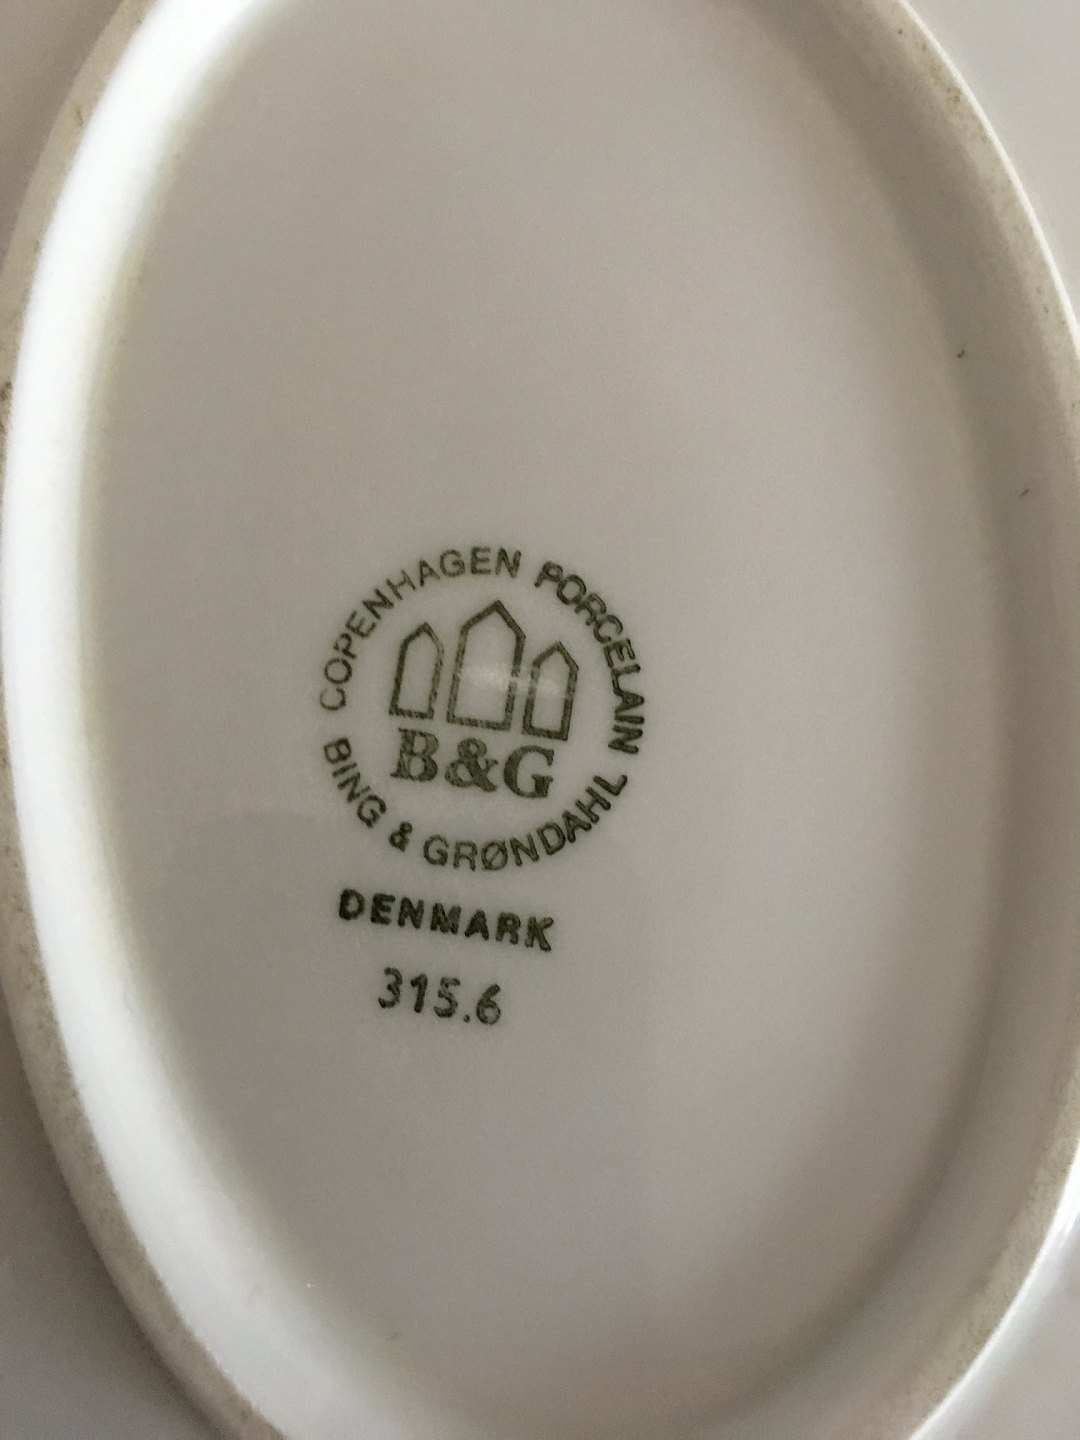 COPENHAGEN PORCELAIN
B&G
BING & GRØNDAHL
DENMARK
315.6